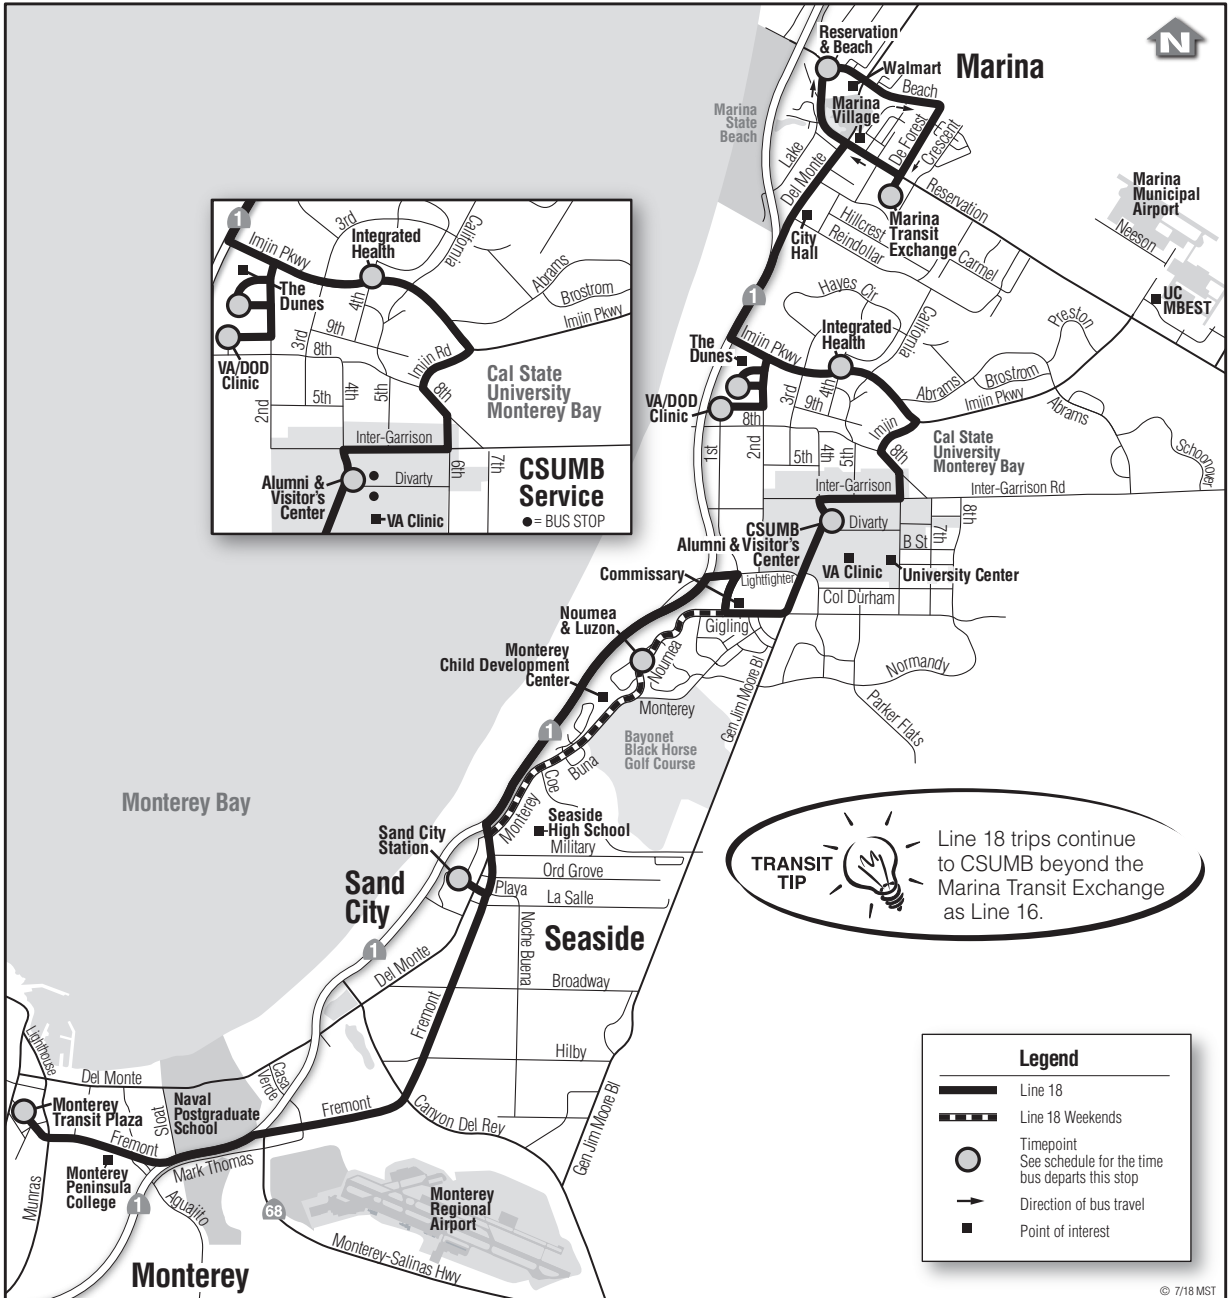 Reservation
& Beach
N
Marina
Walmart
Beach
Marina
State
Beach
Marina
Village
De Forest
Crescent
Lake
Del Monte
Reservation
Marina
Municipal
Airport
Neeson
City
Hall
Hillcrest
Reindollar
Marina
Transit
Exchange
Carmel
UC
MBEST
1
Hayes Cir
California
Preston
Imjin Pkwy
Integrated
Health
The
Dunes
VA/DOD
Clinic
3rd
4th
9th
8th
Abrams
Brostrom
Imjin Pkwy
Abrams
Imjin
8th
Cal State
University
Monterey Bay
Schoonover
1st
2nd
5th
4th
5th
Inter-Garrison
Inter-Garrison Rd
CSUMB
Alumni & Visitor's
Center
Divarty
8th
7th
B St
VA Clinic
University Center
Commissary
Lightfighter
Col Durham
Noumea
& Luzon
Gigling
Monterey
Child Development
Center
Noumea
Normandy
Monterey
Gen Jim Moore Bl
Parker Flats
1
Bayonet
Black Horse
Golf Course
Buna
Coe
Monterey
Seaside
High School
Military
Monterey Bay
Sand City
Station
Ord Grove
Playa
La Salle
Sand
City
Noche Buena
Seaside
1
Del Monte
Broadway
Fremont
Hilby
Lighthouse
Del Monte
Casa
Verde
Gen Jim Moore Bl
Monterey
Transit Plaza
Sloat
Naval
Postgraduate
School
Fremont
Canyon Del Rey
Fremont
Mark Thomas
Monterey
Peninsula
College
Munras
1
Aguajito
68
Monterey
Regional
Airport
Monterey-Salinas Hwy
Monterey
1
3rd
Integrated
Health
California
Imjin Pkwy
The
Dunes
4th
Abrams
Brostrom
Imjin Pkwy
9th
3rd
8th
VA/DOD
Clinic
Imjin Rd
Cal State
University
Monterey Bay
4th
5th
8th
5th
2nd
Inter-Garrison
Alumni &
Visitor's
Center
Divarty
6th
7th
CSUMB
Service
VA Clinic
= BUS STOP
TRANSIT
TIP
Line 18 trips continue
to CSUMB beyond the
Marina Transit Exchange
as Line 16.
Legend
Line 18
Line 18 Weekends
Timepoint
See schedule for the time
bus departs this stop
Direction of bus travel
Point of interest
© 7/18 MST